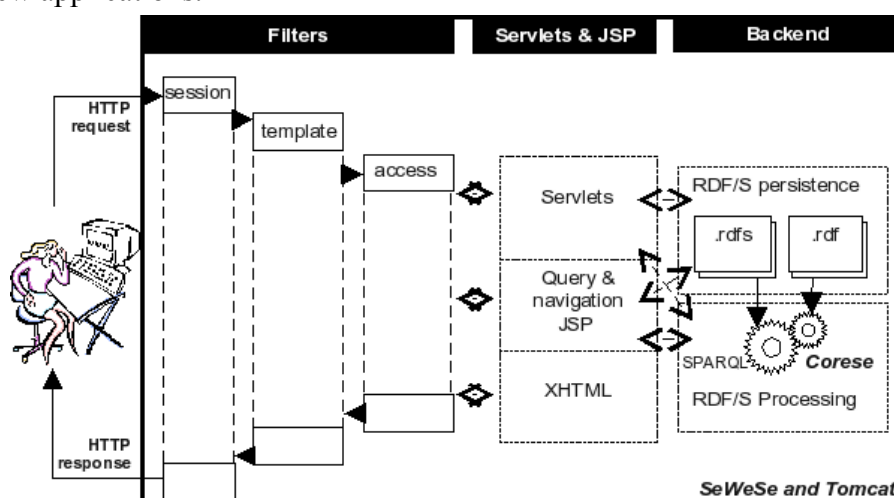 Filters
Servlets & JSP
Backend
session
HTTP
request
template
access
Servlets
RDF/S persistence
.rdfs
.rdf
Query &
navigation
JSP
SPARQL
Corese
XHTML
RDF/S Processing
HTTP
response
SeWeSe and Tomcat